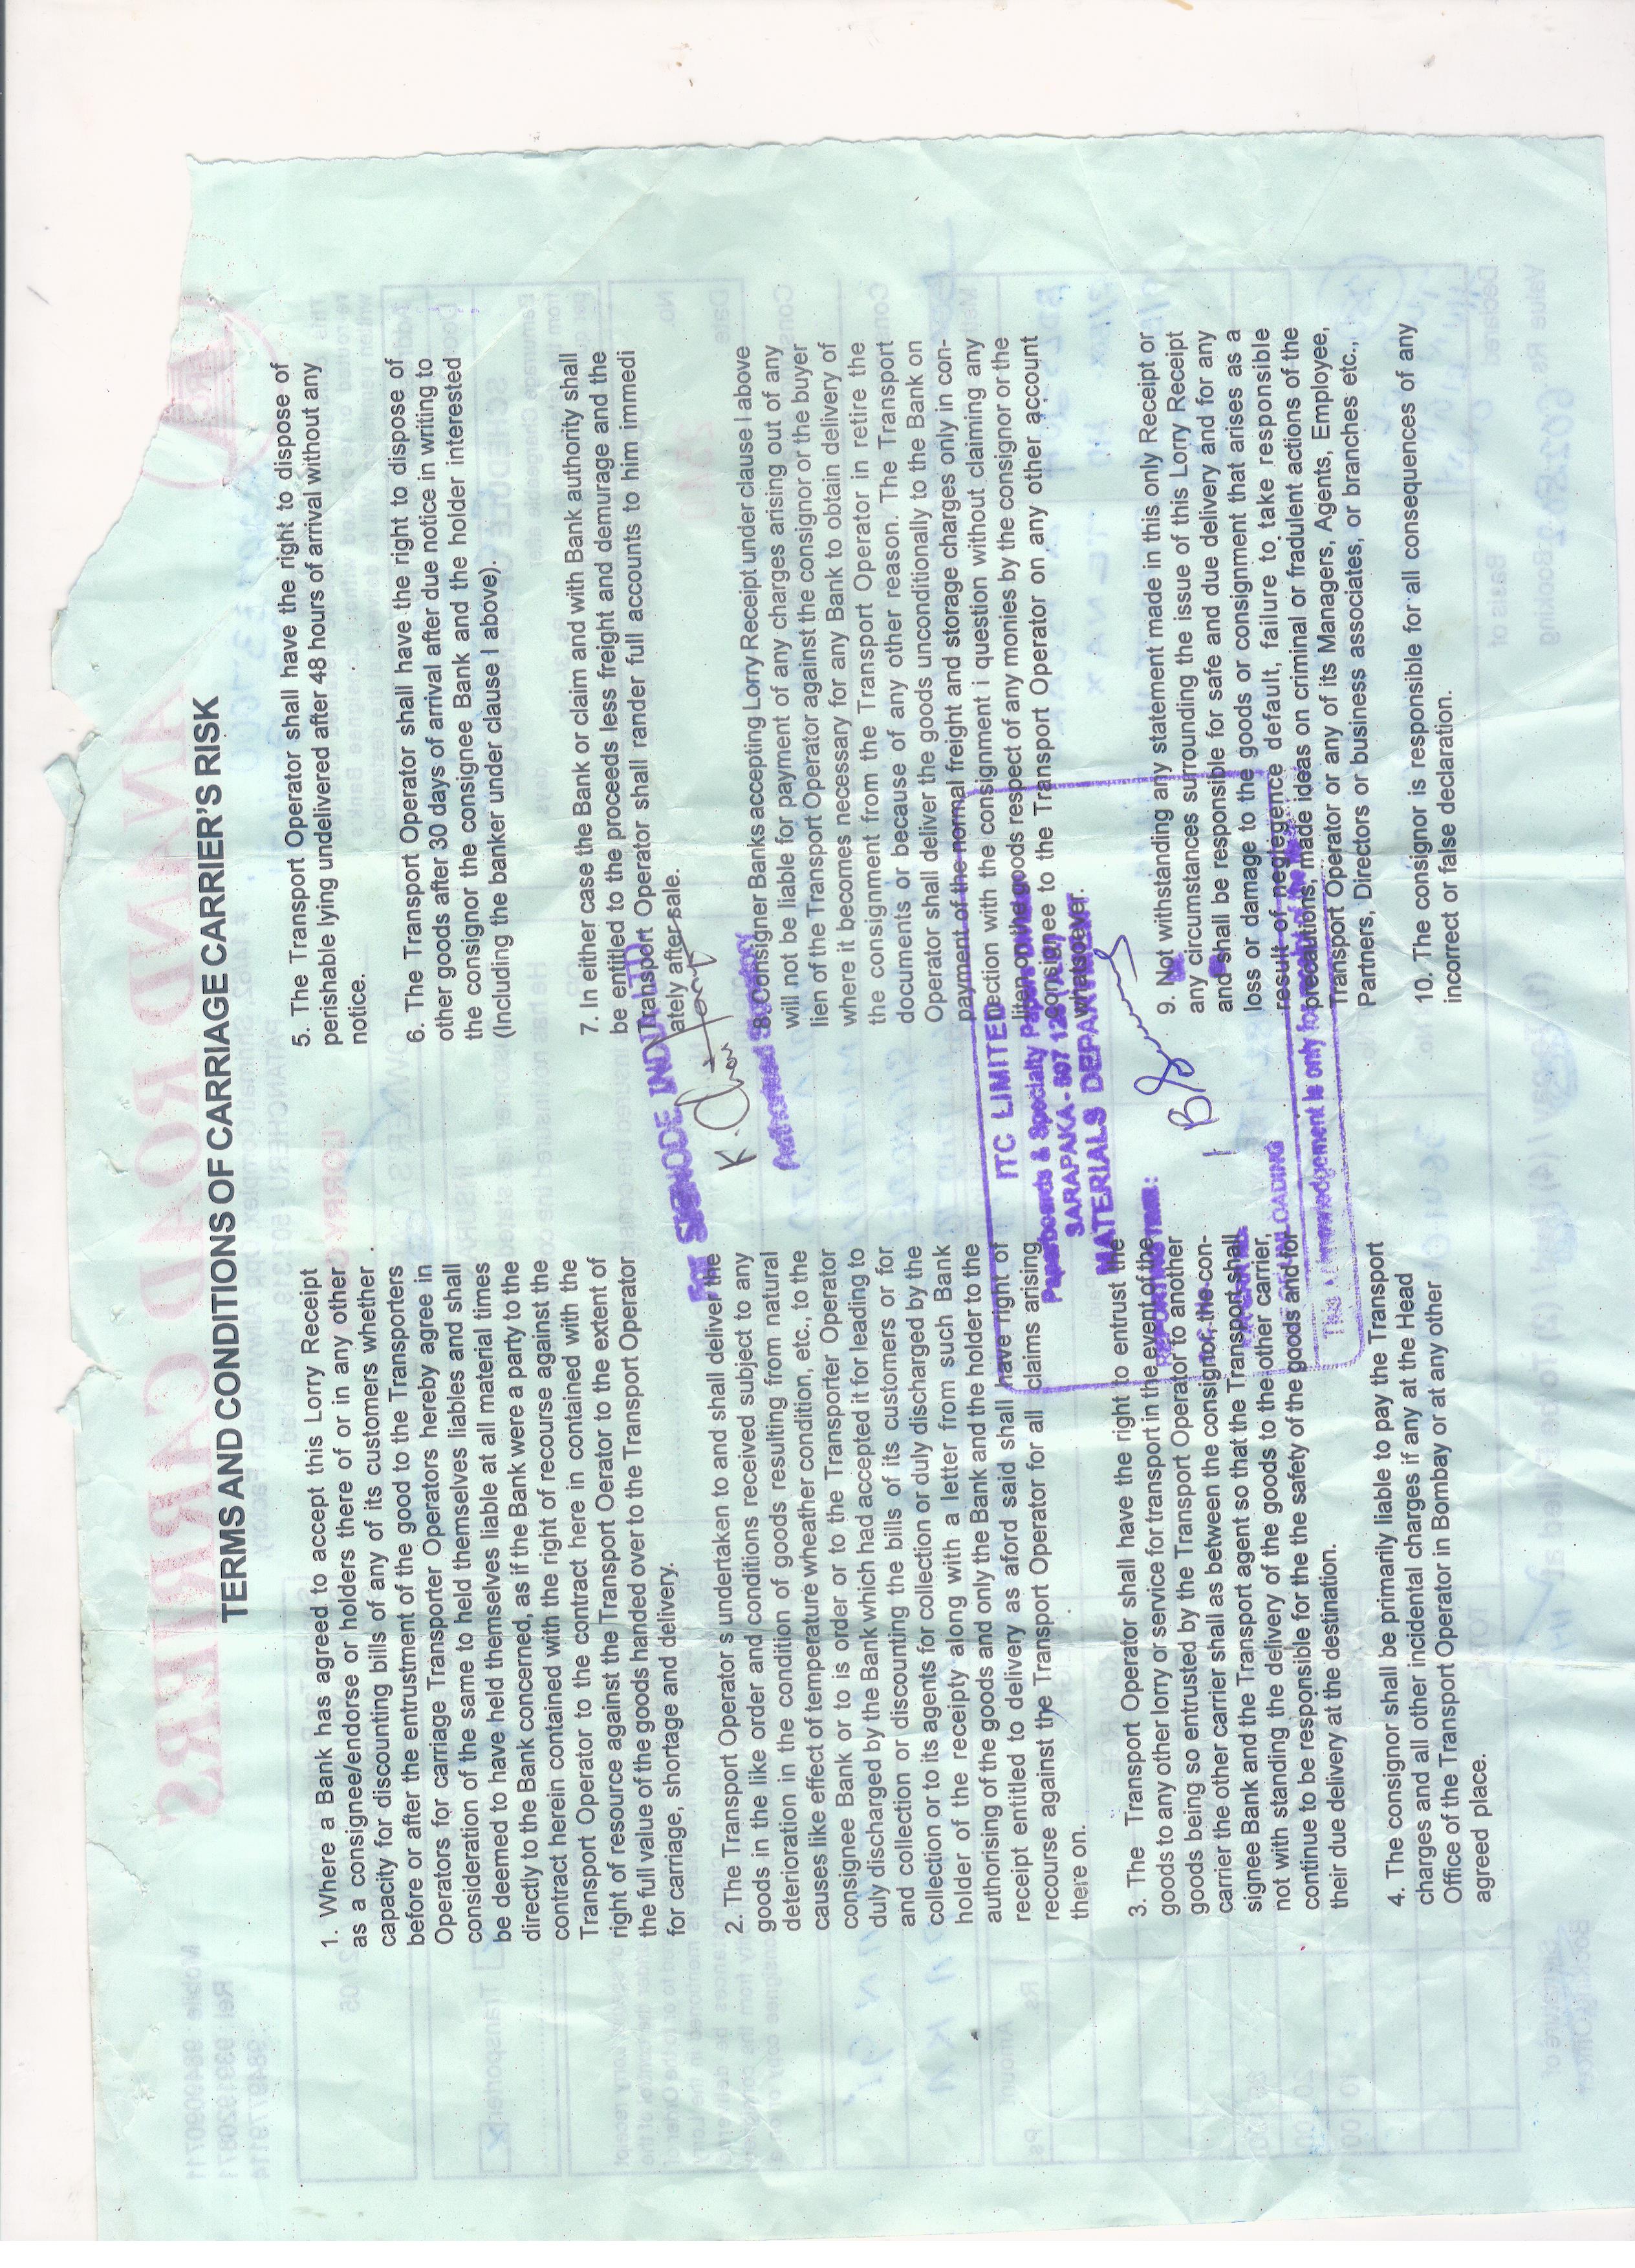 TERMS AND CONDITIONS OF CARRIAGE CARRIER'S RISK
1. Where a Bank has agreed to accept this Lorry Receipt
as a consignee/endorse or holders there of or in any other
capacity for discounting bills of any of its customers whether .
before or after the entrustment of the good to the Transporters
Operators for carriage Transporter Operators hereby agree in
consideration of the same to held themselves liables and shall
be deemed to have held themselves liable at all material times
directly to the Bank concerned, as if the Bank were a party to the
contract herein contained with the right of recourse against the
Transport Operator to the contract here in contained with the
right of resource against the Transport Oerator to the extent of
the full value of the goods handed over to the Transport Operator
for carriage, shortage and delivery.
2. The Transport Operator s undertaken to and shall deliver the
goods in the like order and conditions received subject to any
deterioration in the condition of goods resulting from natural
causes like effect of temperature wheather condition, etc., to the
consignee Bank or to is order or to the Transporter Operator
duly discharged by the Bank which had accepted it for leading to
and collection or discounting the bills of its customers or for
collection or to its agents for collection or duly discharged by the
holder of the receipty along with a letter from such Bank
authorising of the goods and only the Bank and the holder to the
receipt entitled to delivery as aford said shall have right of
recourse against the Transport Operator for all claims arising
there on.
3. The Transport Operator shall have the right to entrust the
goods to any other lorry or service for transport in the event of the
goods being so entrusted by the Transport Operator to another
carrier the other carrier shall as between the consignor, the con-
signee Bank and the Transport agent so that the Transport shall
not with standing the delivery of the goods to the other carrier,
continue to be responsible for the the safety of the goods and for
their due delivery at the destination.
4. The consignor shall be primarily liable to pay the Transport
charges and all other incidental charges if any at the Head
Office of the Transport Operator in Bombay or at any other
agreed place.
5. The Transport Operator shall have the right to dispose of
perishable lying undelivered after 48 hours of arrival without any
notice.
6. The Transport Operator shall have the right to dispose of
other goods after 30 days of arrival after due notice in writing to
the consignor the consignee Bank and the holder interested
(Including the banker under clause I above).
7. In either case the Bank or claim and with Bank authority shall
be entitled to the proceeds less freight and demurage and the
Transport Operator shall rander full accounts to him immedi
ately after sale.
8. Consigner Banks accepting Lorry Receipt under clause I above
will not be liable for payment of any charges arising out of any
lien of the Transport Operator against the consignor or the buyer
where it becomes necessary for any Bank to obtain delivery of
the consignment from the Transport Operator in retire the
documents or because of any other reason. The Transport
Operator shall deliver the goods unconditionally to the Bank on
payment of the normal freight and storage charges only in con-
nection with the consignment i question without claiming any
liten on the goods respect of any monies by the consignor or the
consignee to the Transport Operator on any other account
whatsoever.
9. Not withstanding any statement made in this only Receipt or
any circumstances surrounding the issue of this Lorry Receipt
and shall be responsible for safe and due delivery and for any
loss or damage to the goods or consignment that arises as a
result of neglegence default, failure to take responsible
precautions, made ideas on criminal or fradulent actions of the
Transport Operator or any of its Managers, Agents, Employee,
Partners, Directors or business associates, or branches etc.,
10. The consignor is responsible for all consequences of any
incorrect or false declaration.
For SIGNODE INDIA LTD
Authorised Signatory
ITC LIMITED
Paperboards & Specialty Papers Division
SARAPAKA - 507 128
MATERIALS DEPARTMENT
REPORTING TIME:
UNLOADING